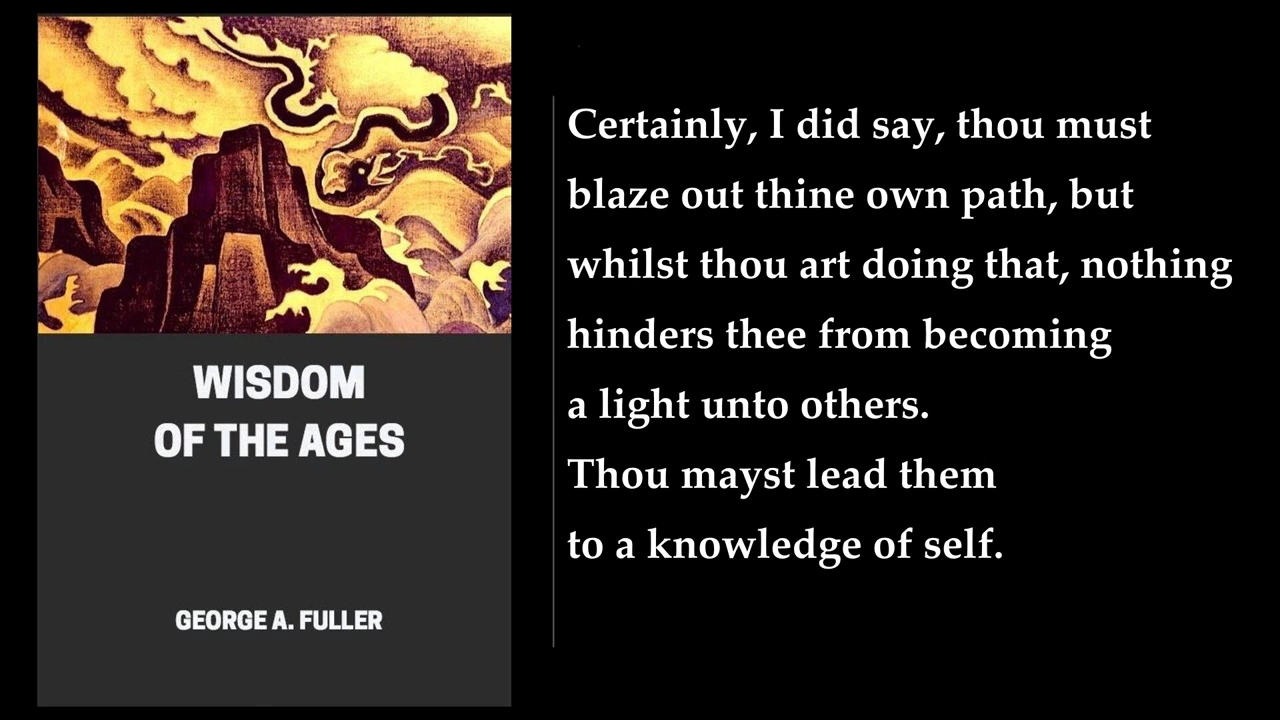 WISDOM
OF THE AGES
GEORGE A. FULLER
Certainly, I did say, thou must
blaze out thine own path, but
whilst thou art doing that, nothing
hinders thee from becoming
a light unto others.
Thou mayst lead them
to a knowledge of self.